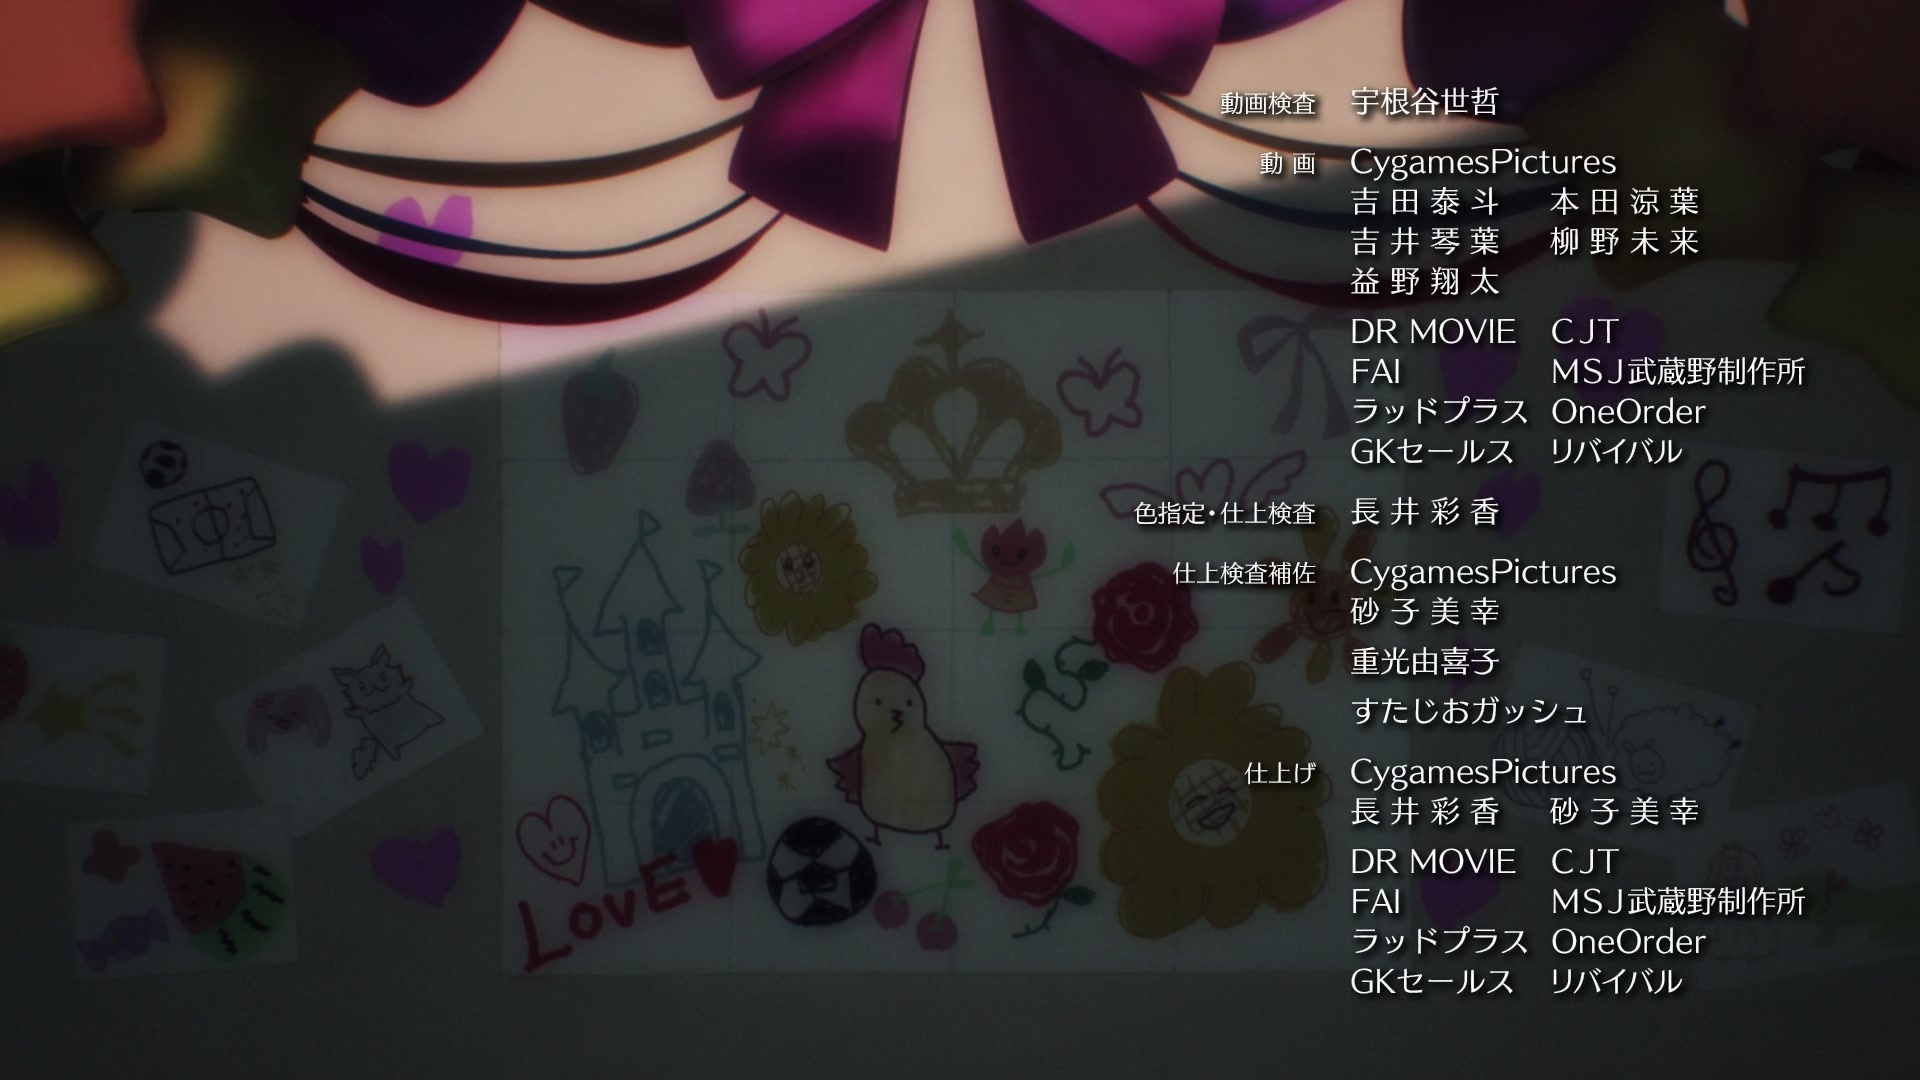 動画検査 宇根谷世哲
動画 CygamesPictures
吉田泰斗 本田涼葉
吉井琴葉 柳野未来
益野翔太
DR MOVIE CJT
FAI MSJ武蔵野制作所
ラッドプラス OneOrder
GKセールス リバイバル
色指定・仕上検査 長井彩香
仕上検査補佐 CygamesPictures
砂子美幸
重光由喜子
すたじおガッシュ
仕上げ CygamesPictures
長井彩香 砂子美幸
DR MOVIE CJT
FAI MSJ武蔵野制作所
ラッドプラス OneOrder
GKセールス リバイバル
LovE